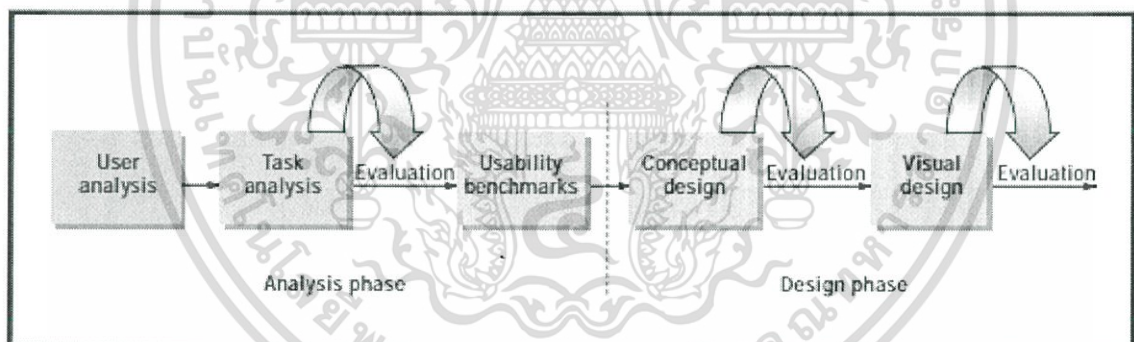 User
analysis
Task
analysis
Evaluation
Usability
benchmarks
Conceptual
design
Evaluation
Visual
design
Evaluation
Analysis phase
Design phase